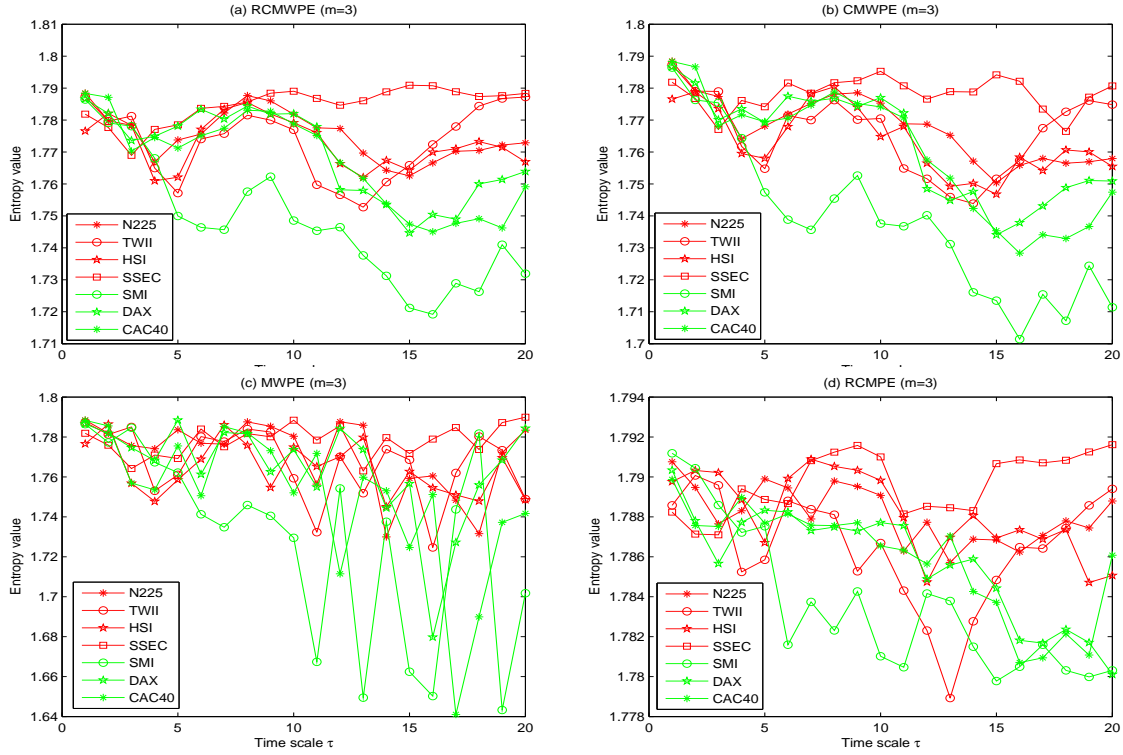 (a) RCMWPE (m=3)
1.81
1.8
1.79
1.78
1.77
1.76
1.75
1.74
1.73
1.72
1.71
Entropy value
N225
TWII
HSI
SSEC
SMI
DAX
CAC40
0 5 10 15 20
(b) CMWPE (m=3)
1.8
1.79
1.78
1.77
1.76
1.75
1.74
1.73
1.72
1.71
1.7
Entropy value
N225
TWII
HSI
SSEC
SMI
DAX
CAC40
0 5 10 15 20
(c) MWPE (m=3)
1.8
1.78
1.76
1.74
1.72
1.7
1.68
1.66
1.64
Entropy value
N225
TWII
HSI
SSEC
SMI
DAX
CAC40
0 5 10 15 20
Time scale τ
(d) RCMPE (m=3)
1.794
1.792
1.79
1.788
1.786
1.784
1.782
1.78
1.778
Entropy value
N225
TWII
HSI
SSEC
SMI
DAX
CAC40
0 5 10 15 20
Time scale τ